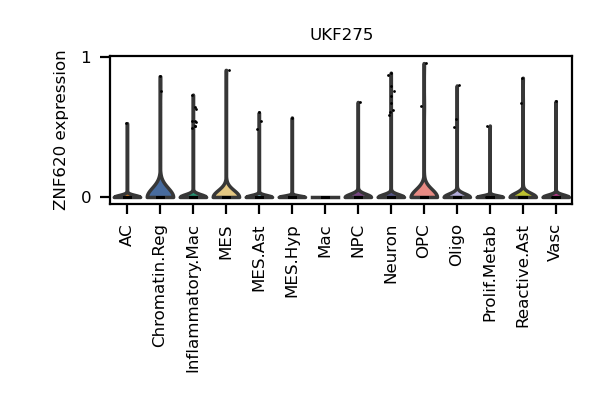 UKF275
ZNF620 expression
1
0
AC
Chromatin.Reg
Inflammatory.Mac
MES
MES.Ast
MES.Hyp
Mac
NPC
Neuron
OPC
Oligo
Prolif.Metab
Reactive.Ast
Vasc